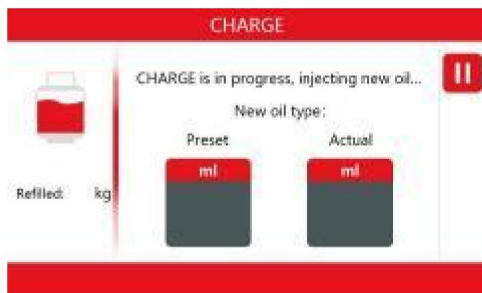 CHARGE
CHARGE is in progress, injecting new oil...
New oil type:
Preset Actual
ml ml
Refilled: kg